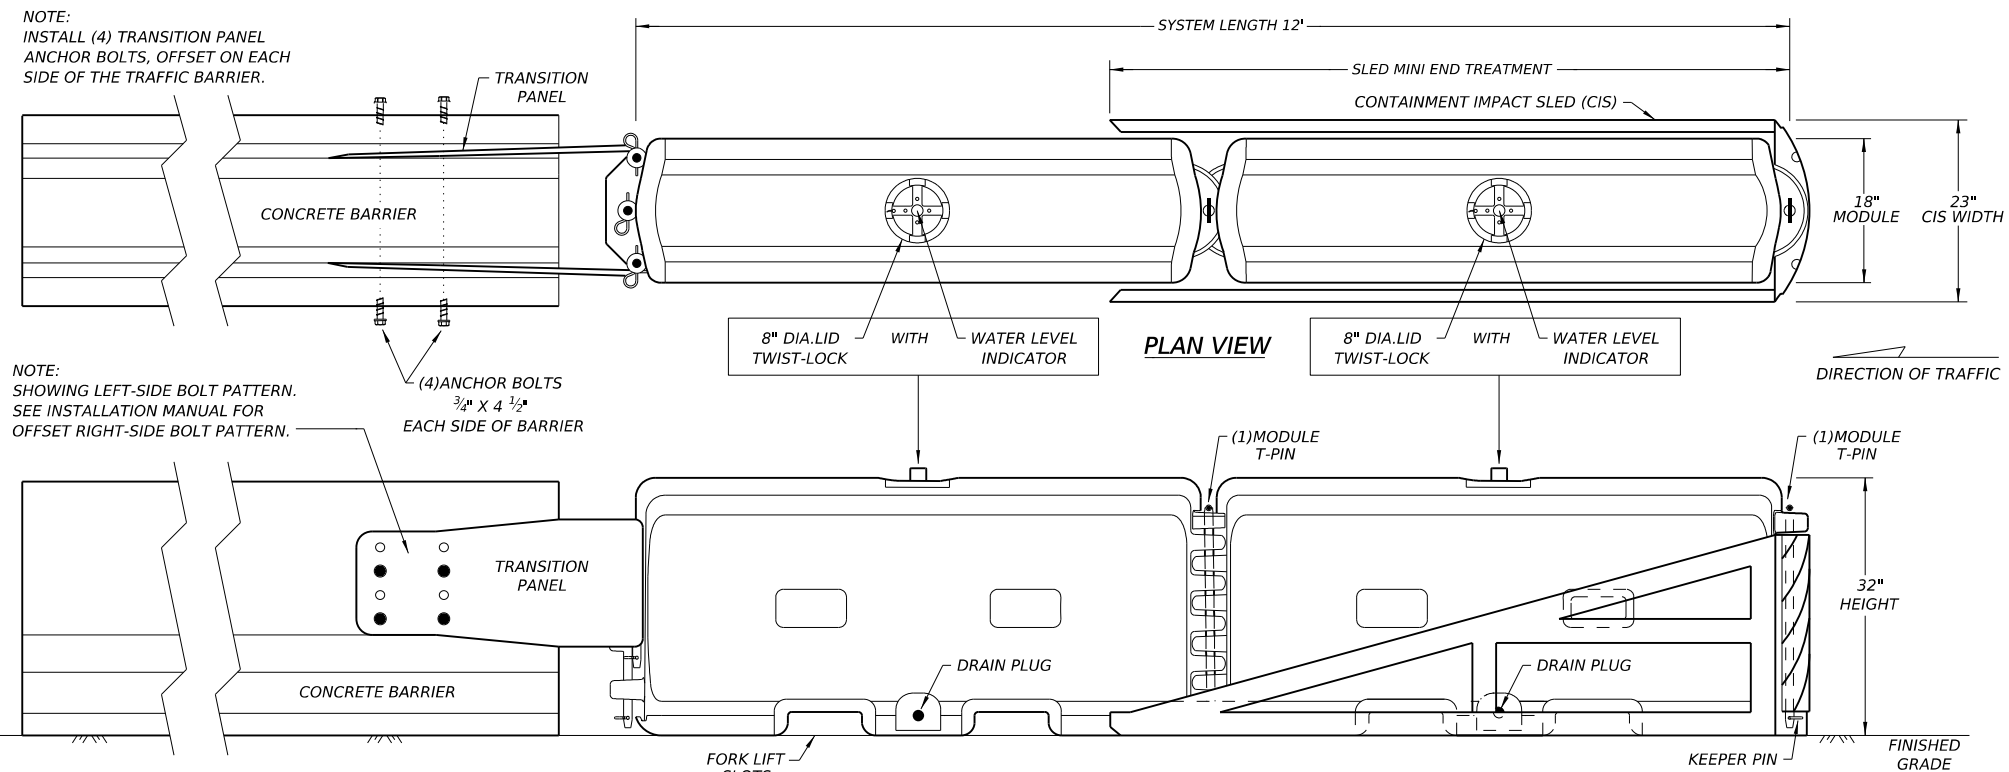 NOTE:
INSTALL (4) TRANSITION PANEL
ANCHOR BOLTS, OFFSET ON EACH
SIDE OF THE TRAFFIC BARRIER.
TRANSITION
PANEL
SYSTEM LENGTH 12'
SLED MINI END TREATMENT
CONTAINMENT IMPACT SLED (CIS)
CONCRETE BARRIER
18"
MODULE
23"
CIS WIDTH
8" DIA.LID
TWIST-LOCK
WITH
WATER LEVEL
INDICATOR
PLAN VIEW
8" DIA.LID
TWIST-LOCK
WITH
WATER LEVEL
INDICATOR
DIRECTION OF TRAFFIC
NOTE:
SHOWING LEFT-SIDE BOLT PATTERN.
SEE INSTALLATION MANUAL FOR
OFFSET RIGHT-SIDE BOLT PATTERN.
(4)ANCHOR BOLTS
3/4" X 4 1/2"
EACH SIDE OF BARRIER
(1)MODULE
T-PIN
(1)MODULE
T-PIN
TRANSITION
PANEL
32"
HEIGHT
DRAIN PLUG
DRAIN PLUG
CONCRETE BARRIER
FORK LIFT
SLOTS
KEEPER PIN
FINISHED
GRADE